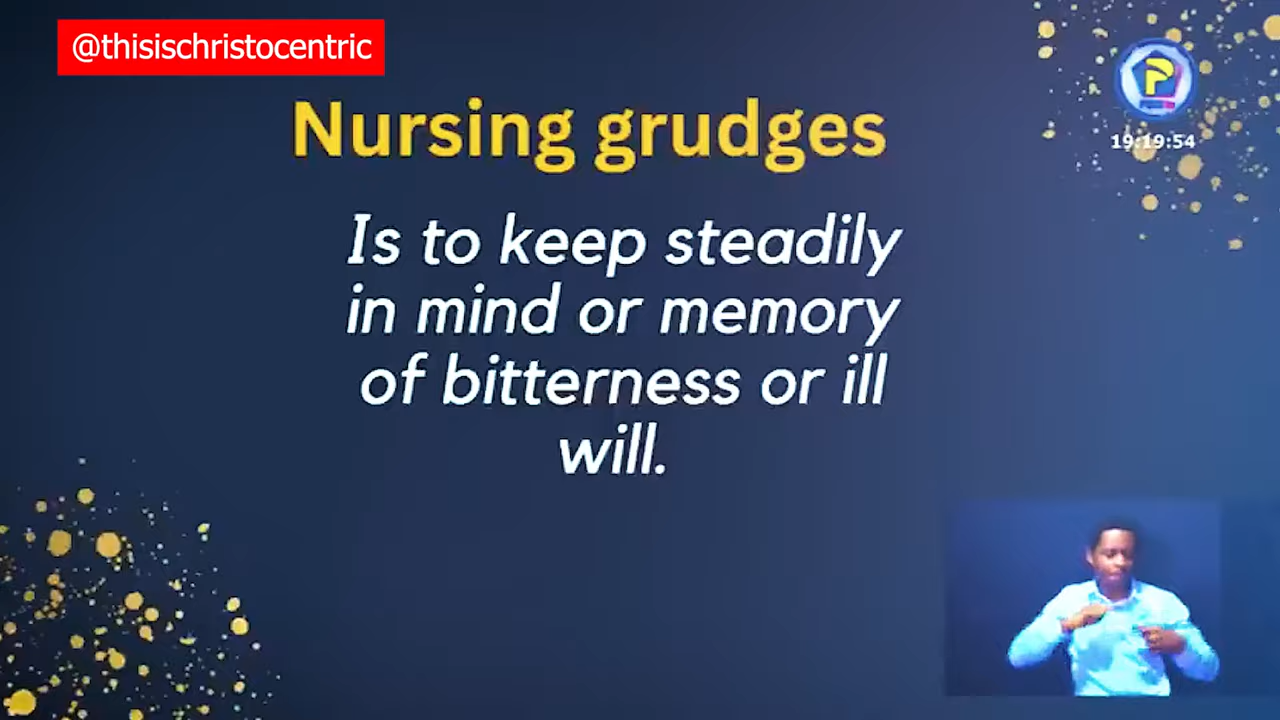 @thisischristocentric
Nursing grudges
19:19:54
Is to keep steadily
in mind or memory
of bitterness or ill
will.